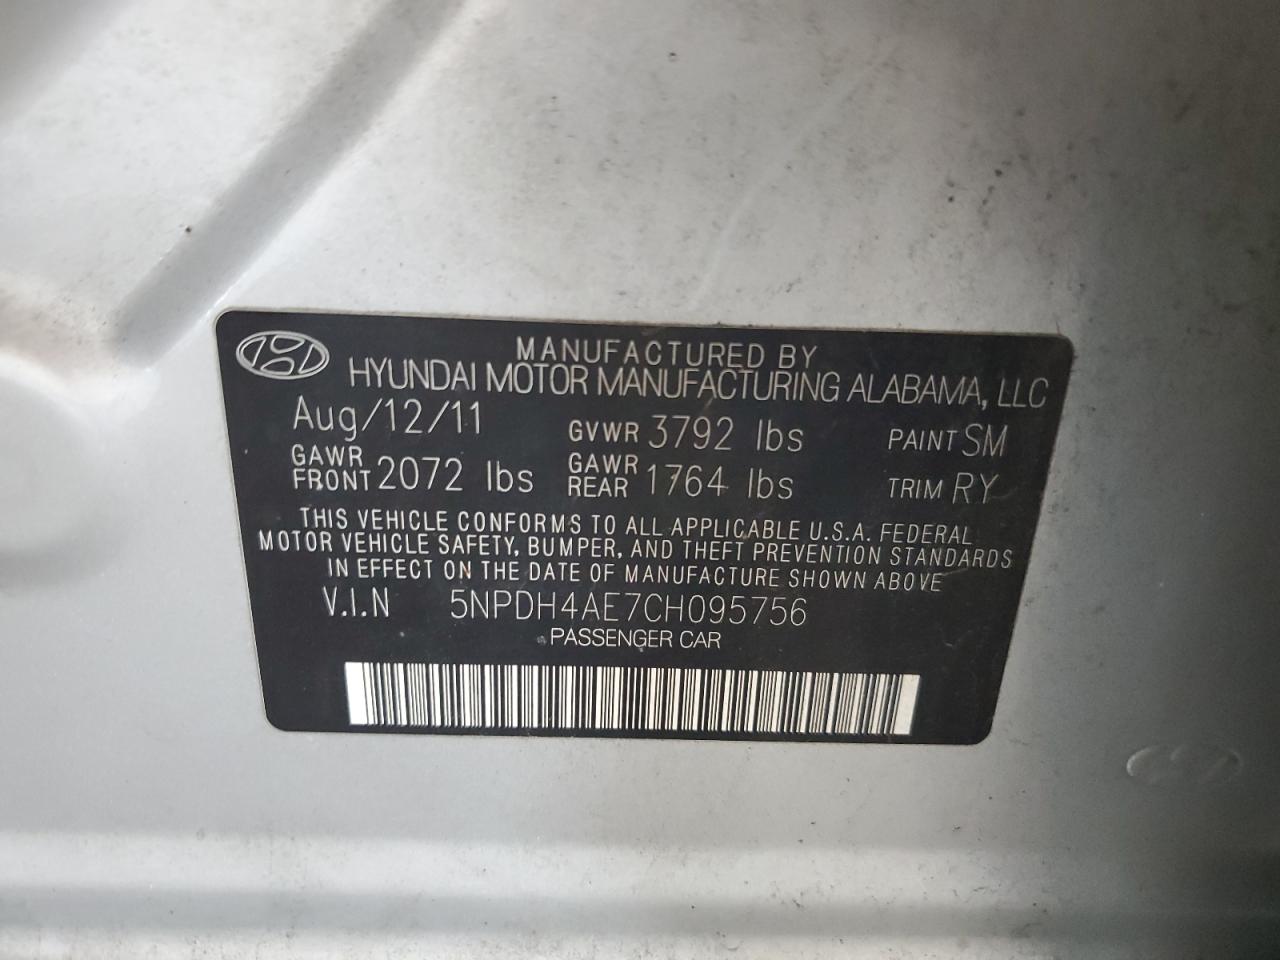 MANUFACTURED BY
HYUNDAI MOTOR MANUFACTURING ALABAMA, LLC
Aug/12/11 GVWR 3792 lbs PAINT SM
GAWR FRONT 2072 lbs GAWR REAR 1764 lbs TRIM RY
THIS VEHICLE CONFORMS TO ALL APPLICABLE U.S.A. FEDERAL
MOTOR VEHICLE SAFETY, BUMPER, AND THEFT PREVENTION STANDARDS
IN EFFECT ON THE DATE OF MANUFACTURE SHOWN ABOVE
V.I.N 5NPDH4AE7CH095756
PASSENGER CAR